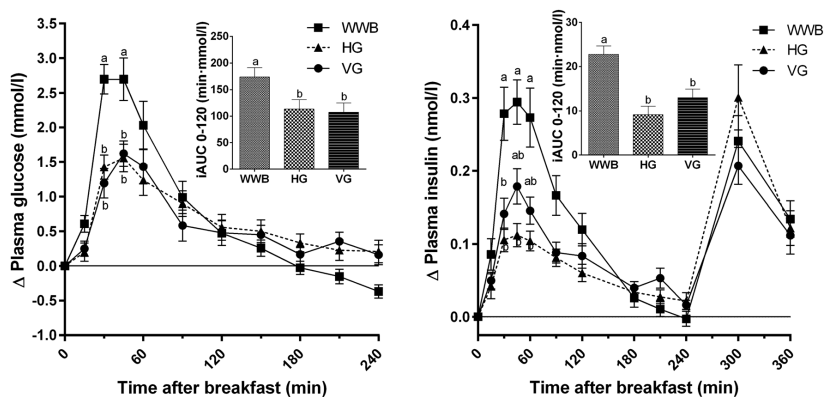 3.5
3.0
2.5
2.0
1.5
1.0
0.5
0.0
-0.5
-1.0
Δ Plasma glucose (mmol/l)
0
60
120
180
240
Time after breakfast (min)
a a
b
b
b
b
WWB
HG
VG
iAUC 0-120 (min·mmol/l)
250
200
150
100
50
0
a
b
b
WWB HG VG
0.4
0.3
0.2
0.1
0.0
Δ Plasma insulin (nmol/l)
0
60
120
180
240
300
360
Time after breakfast (min)
a a a
b
ab
ab
b
b
b
WWB
HG
VG
iAUC 0-120 (min·mmol/l)
30
20
10
0
a
b
b
WWB HG VG